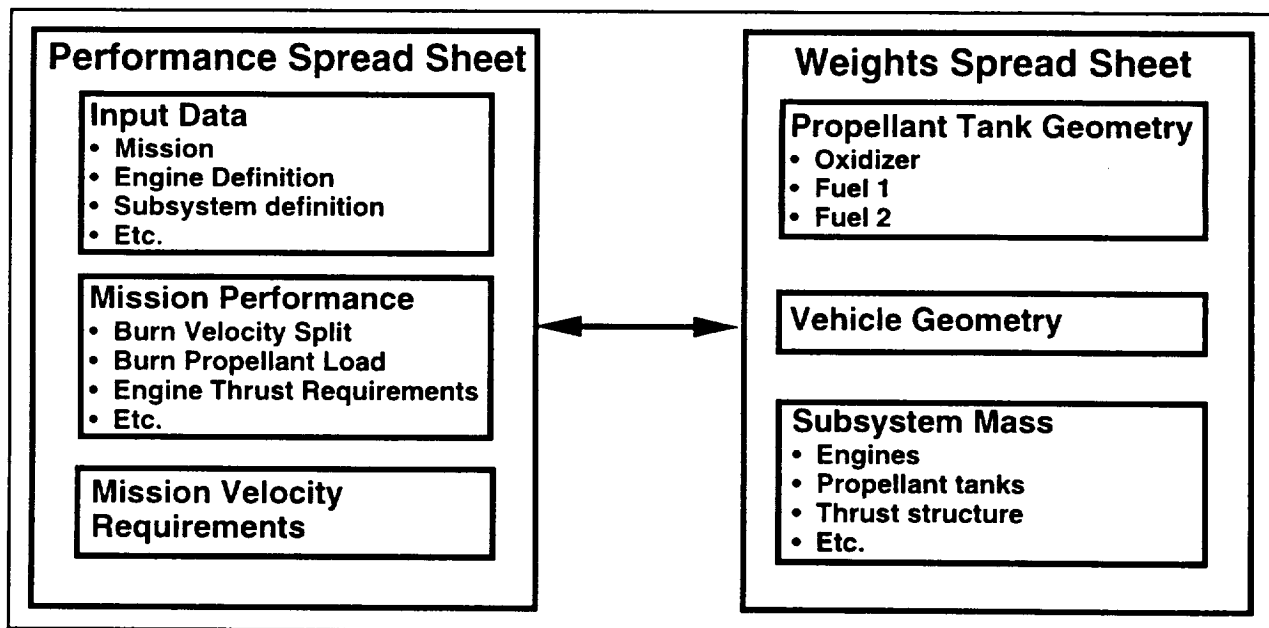 Performance Spread Sheet
Input Data
• Mission
• Engine Definition
• Subsystem definition
• Etc.
Mission Performance
• Burn Velocity Split
• Burn Propellant Load
• Engine Thrust Requirements
• Etc.
Mission Velocity
Requirements
Weights Spread Sheet
Propellant Tank Geometry
• Oxidizer
• Fuel 1
• Fuel 2
Vehicle Geometry
Subsystem Mass
• Engines
• Propellant tanks
• Thrust structure
• Etc.